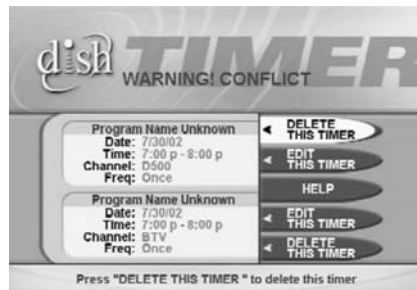 dish
TIMER
WARNING! CONFLICT
Program Name Unknown
Date: 7/30/02
Time: 7:00 p - 8:00 p
Channel: D500
Freq: Once
DELETE
THIS TIMER
EDIT
THIS TIMER
HELP
Program Name Unknown
Date: 7/30/02
Time: 7:00 p - 8:00 p
Channel: BTV
Freq: Once
EDIT
THIS TIMER
DELETE
THIS TIMER
Press "DELETE THIS TIMER " to delete this timer